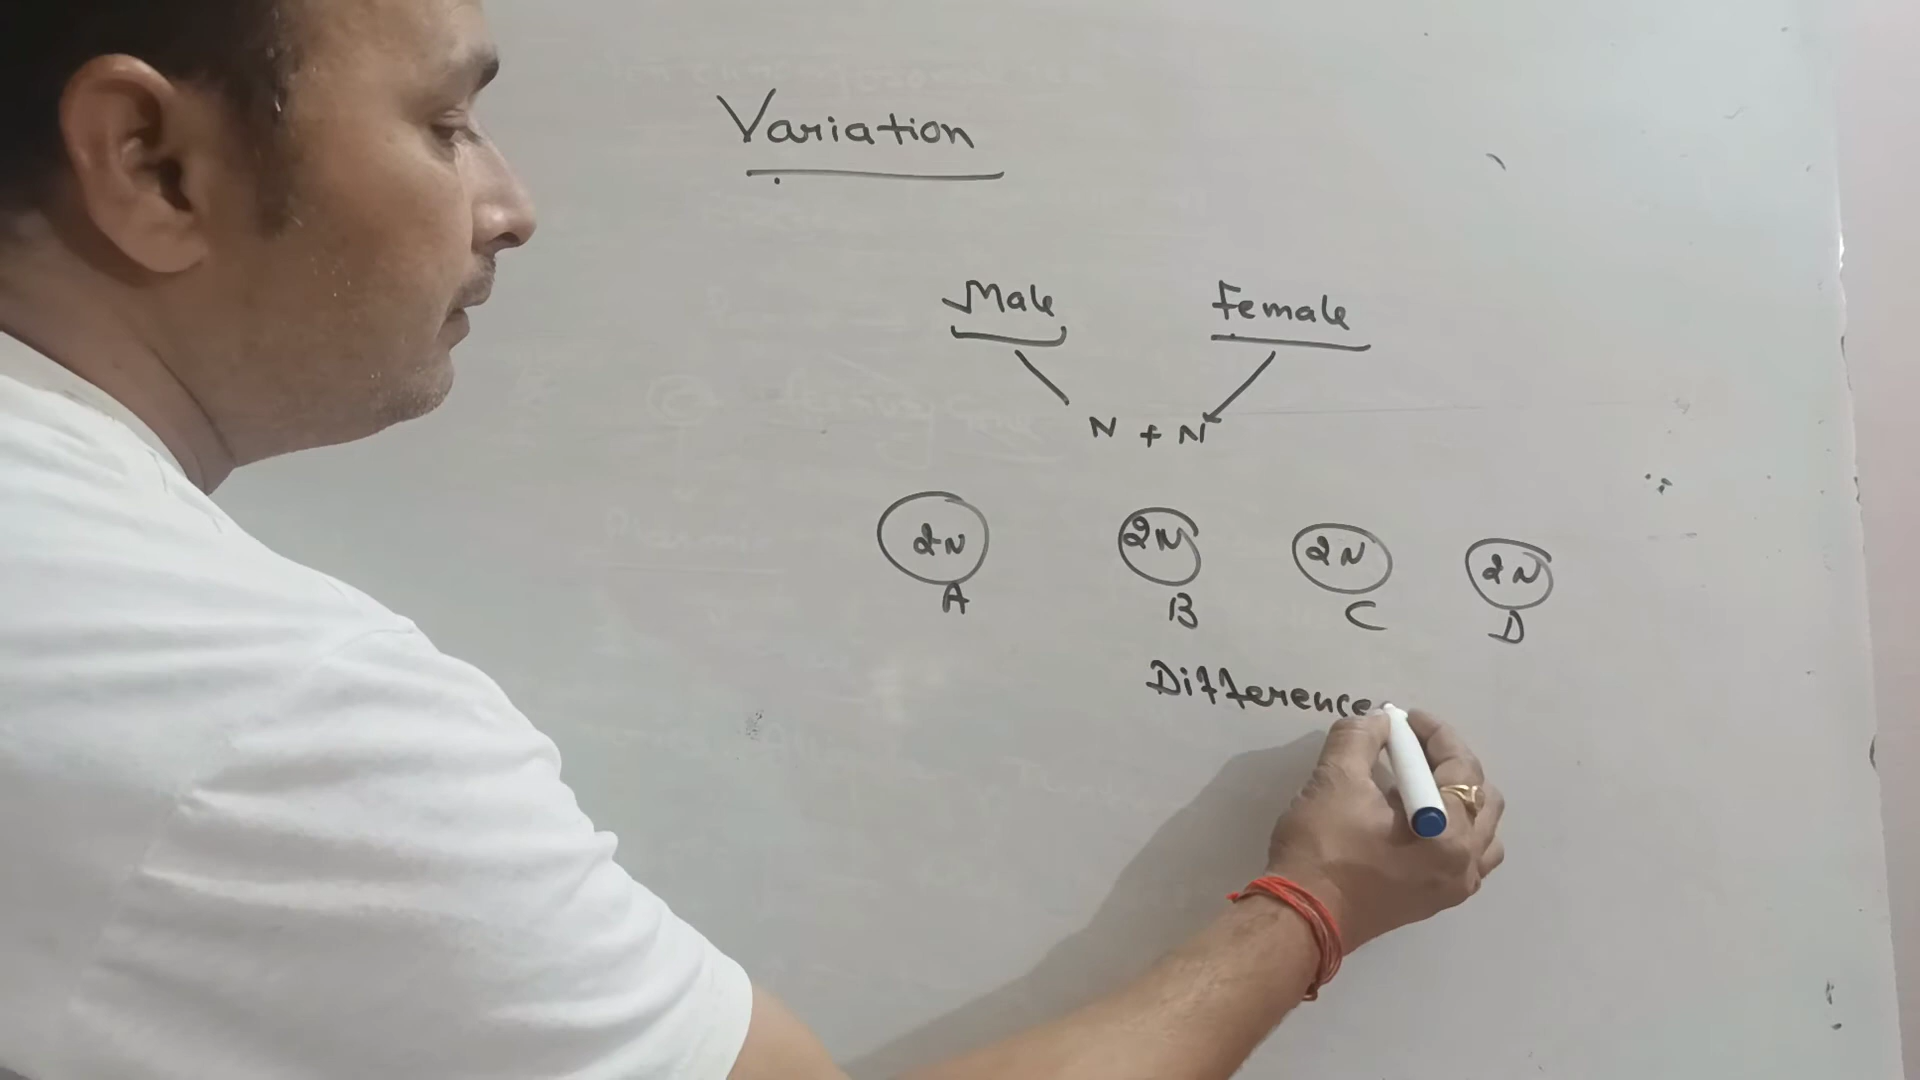 Variation
Male Female
N + N
2N 2N 2N 2N
A B C D
Difference